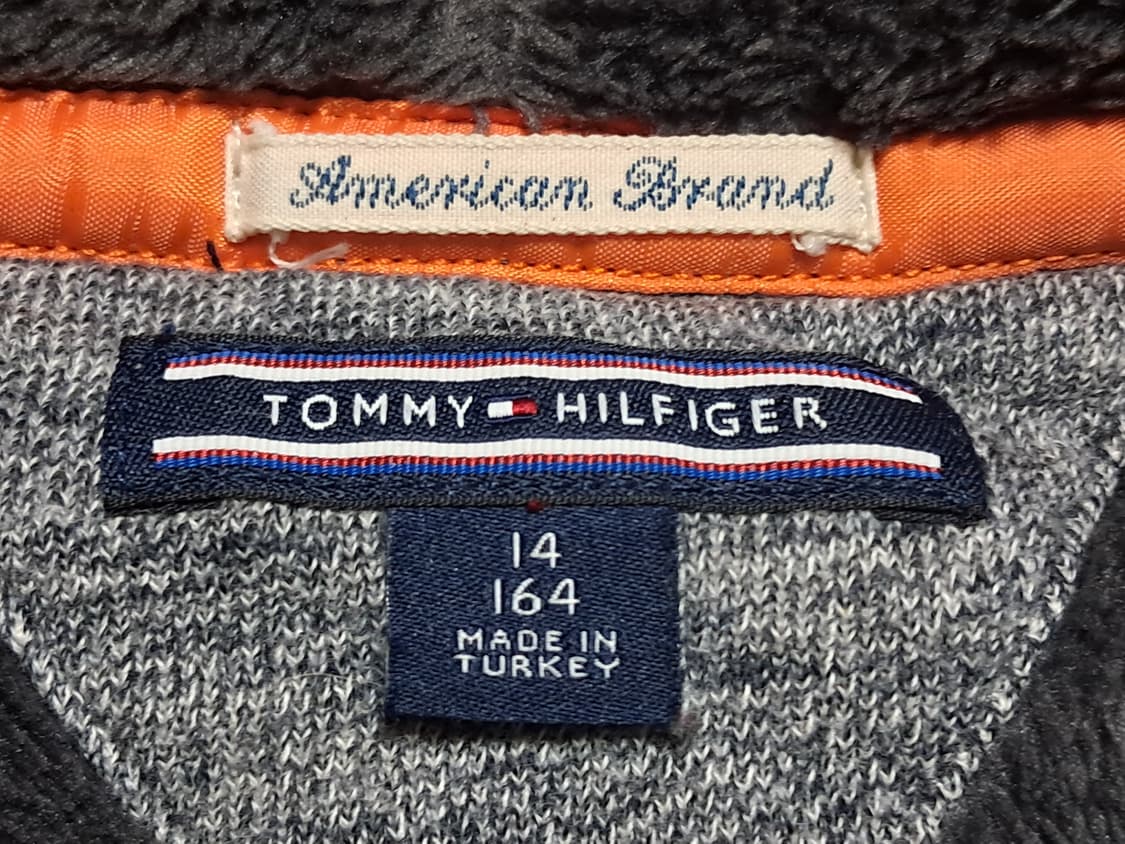 American Brand
TOMMY HILFIGER
14
164
MADE IN
TURKEY